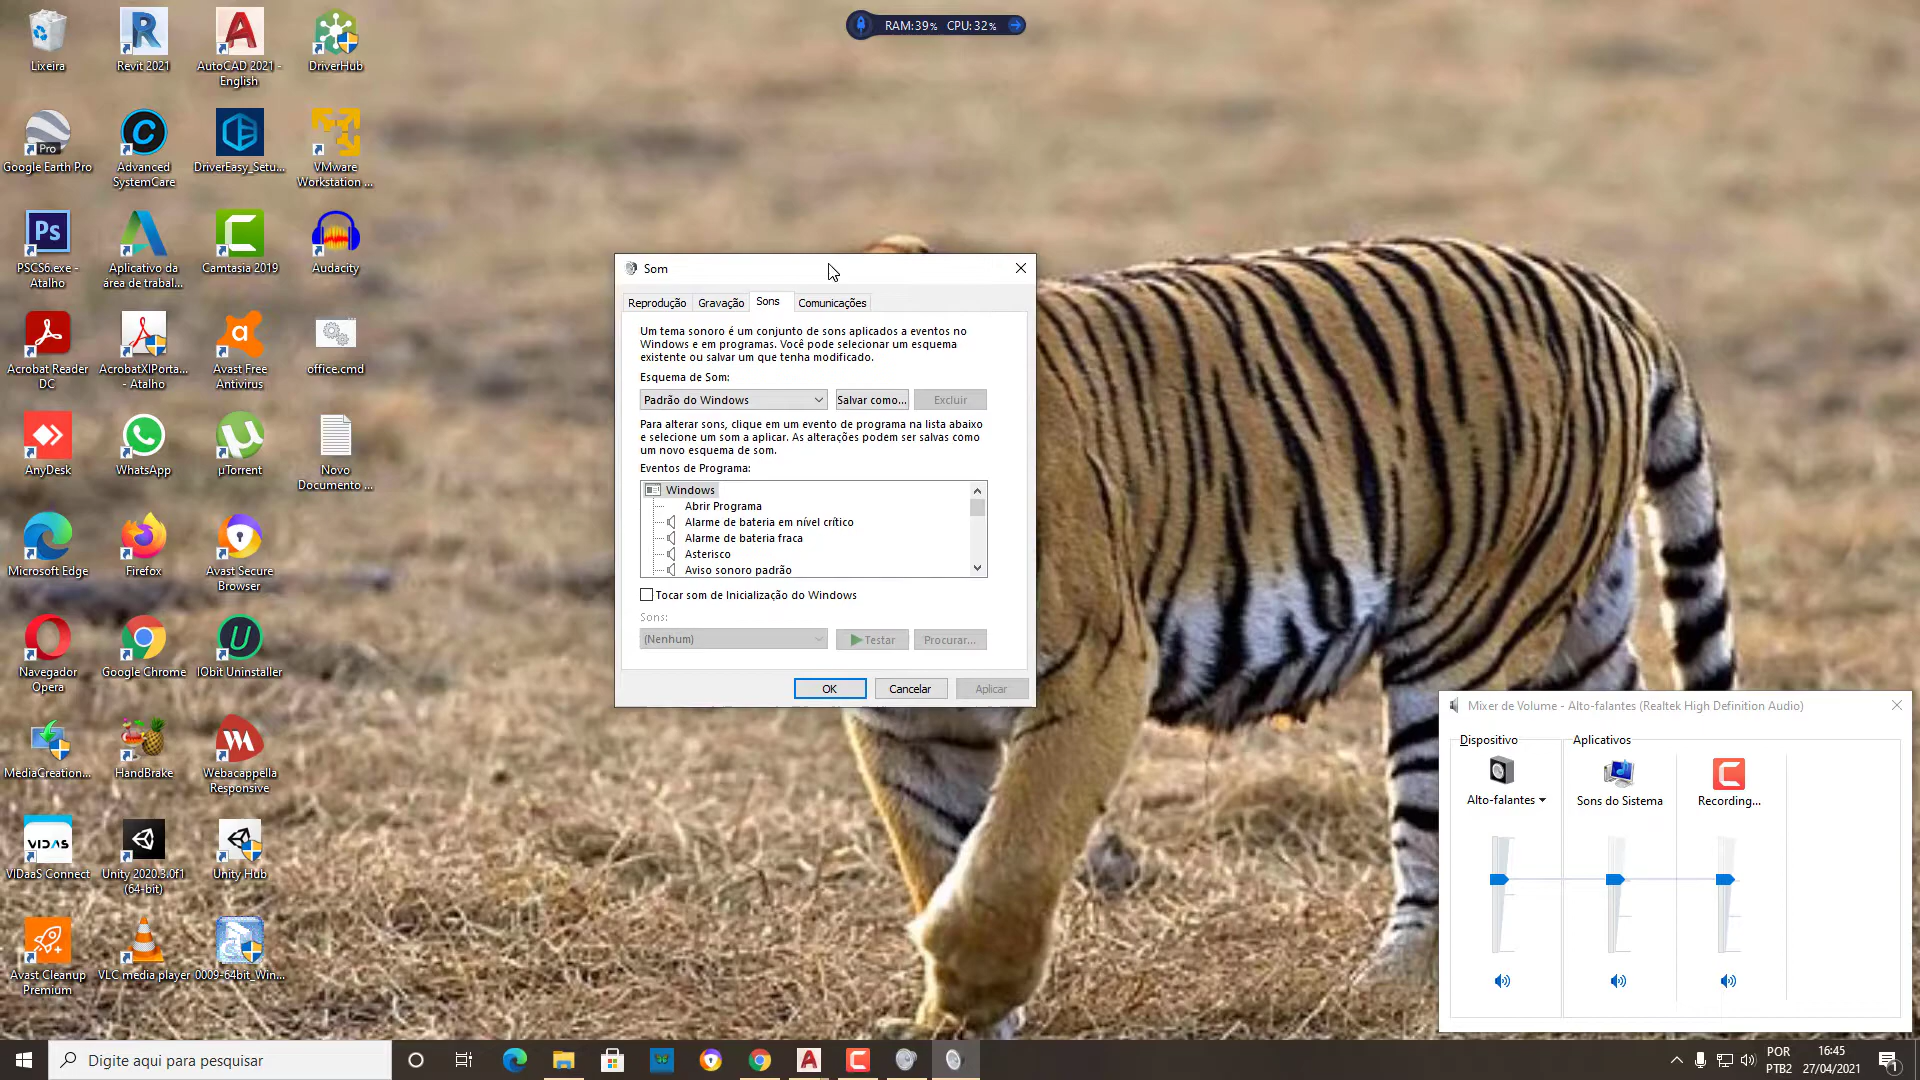 RAM:39% CPU:32%
Lixeira
Revit 2021
AutoCAD 2021 - English
DriverHub
Google Earth Pro
Advanced SystemCare
DriverEasy_Setu...
VMware Workstation ...
PSCS6.exe - Atalho
Aplicativo da área de trabal...
Camtasia 2019
Audacity
Acrobat Reader DC
AcrobatXIPorta... - Atalho
Avast Free Antivirus
office.cmd
AnyDesk
WhatsApp
µTorrent
Novo Documento ...
Microsoft Edge
Firefox
Avast Secure Browser
Navegador Opera
Google Chrome
IObit Uninstaller
MediaCreation...
HandBrake
Webacappella Responsive
VIDAS
VIDaaS Connect
Unity 2020.3.0f1 (64-bit)
Unity Hub
Avast Cleanup Premium
VLC media player
0009-64bit_Win...
Som
Reprodução Gravação Sons Comunicações
Um tema sonoro é um conjunto de sons aplicados a eventos no
Windows e em programas. Você pode selecionar um esquema
existente ou salvar um que tenha modificado.
Esquema de Som:
Padrão do Windows Salvar como... Excluir
Para alterar sons, clique em um evento de programa na lista abaixo
e selecione um som a aplicar. As alterações podem ser salvas como
um novo esquema de som.
Eventos de Programa:
Windows
Abrir Programa
Alarme de bateria em nível crítico
Alarme de bateria fraca
Asterisco
Aviso sonoro padrão
Tocar som de Inicialização do Windows
Sons:
(Nenhum) Testar Procurar...
OK Cancelar Aplicar
Mixer de Volume - Alto-falantes (Realtek High Definition Audio)
Dispositivo Aplicativos
Alto-falantes Sons do Sistema Recording...
Digite aqui para pesquisar
POR
PTB2
16:45
27/04/2021
1